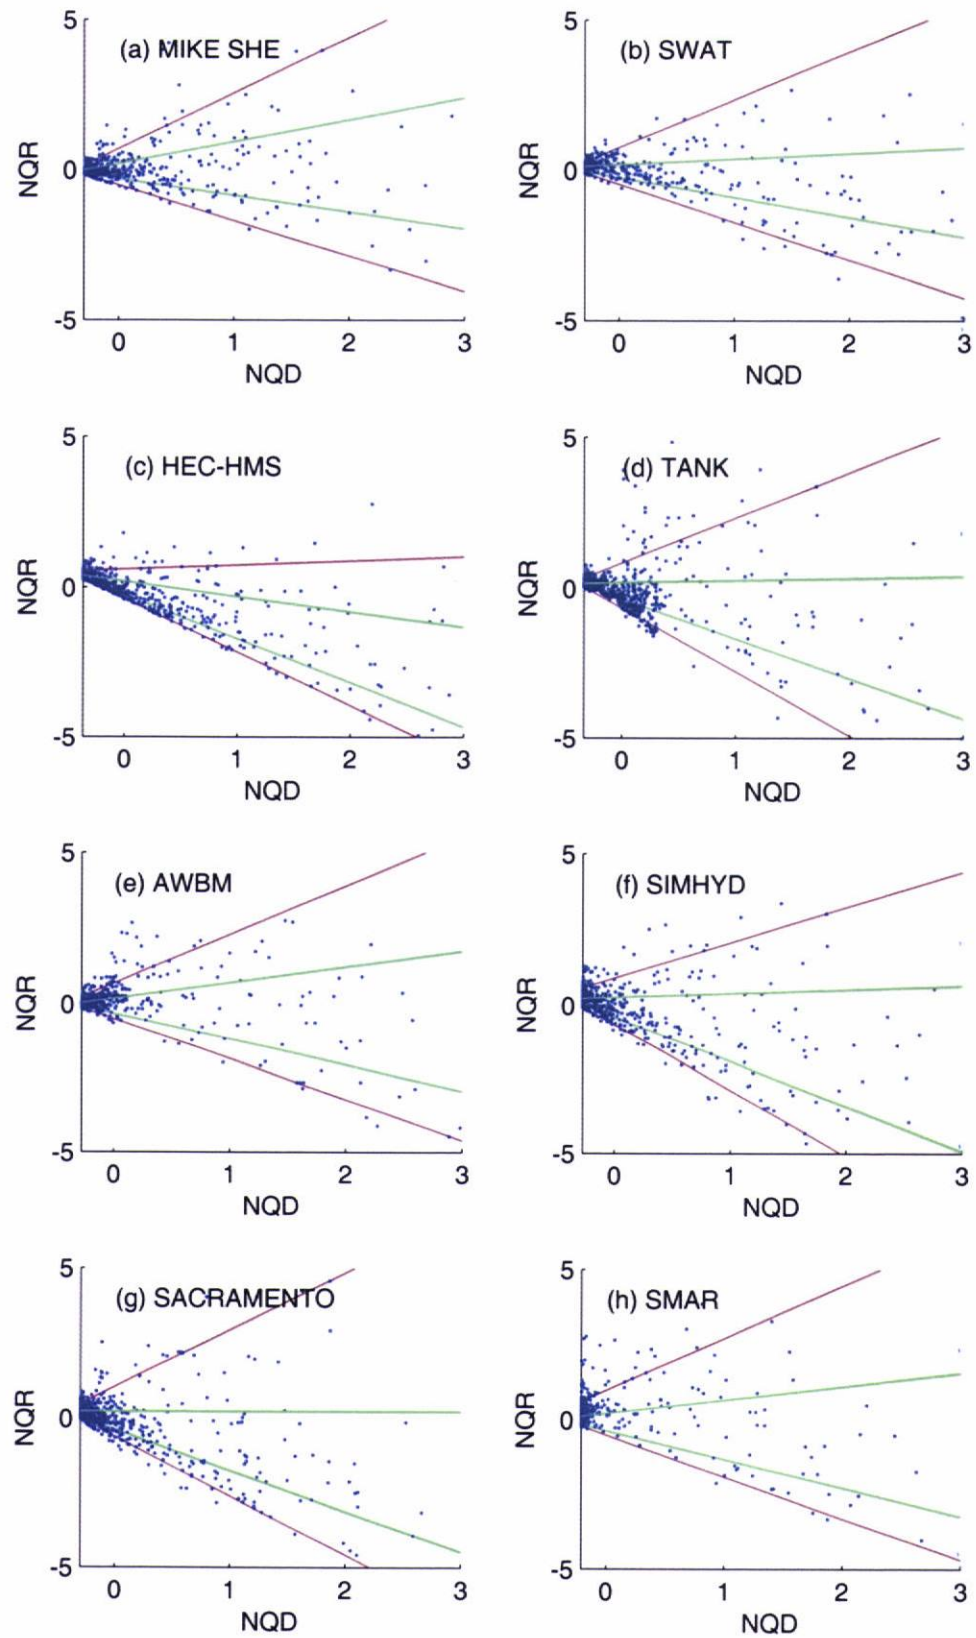 5
(a) MIKE SHE
NQR
0
-5
0 1 2 3
NQD
5
(b) SWAT
NQR
0
-5
0 1 2 3
NQD
5
(c) HEC-HMS
NQR
0
-5
0 1 2 3
NQD
5
(d) TANK
NQR
0
-5
0 1 2 3
NQD
5
(e) AWBM
NQR
0
-5
0 1 2 3
NQD
5
(f) SIMHYD
NQR
0
-5
0 1 2 3
NQD
5
(g) SACRAMENTO
NQR
0
-5
0 1 2 3
NQD
5
(h) SMAR
NQR
0
-5
0 1 2 3
NQD